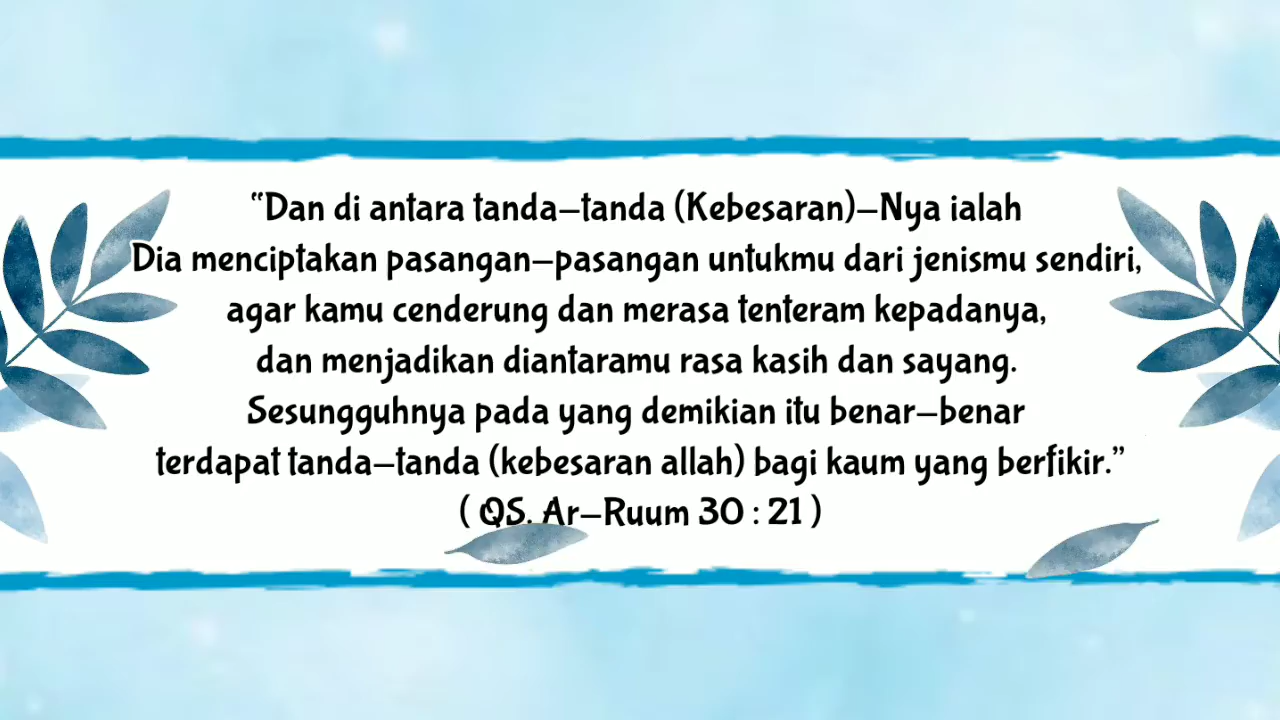 “Dan di antara tanda-tanda (Kebesaran)-Nya ialah
Dia menciptakan pasangan-pasangan untukmu dari jenismu sendiri,
agar kamu cenderung dan merasa tenteram kepadanya,
dan menjadikan diantaramu rasa kasih dan sayang.
Sesungguhnya pada yang demikian itu benar-benar
terdapat tanda-tanda (kebesaran allah) bagi kaum yang berfikir.”
( QS. Ar-Ruum 30 : 21 )